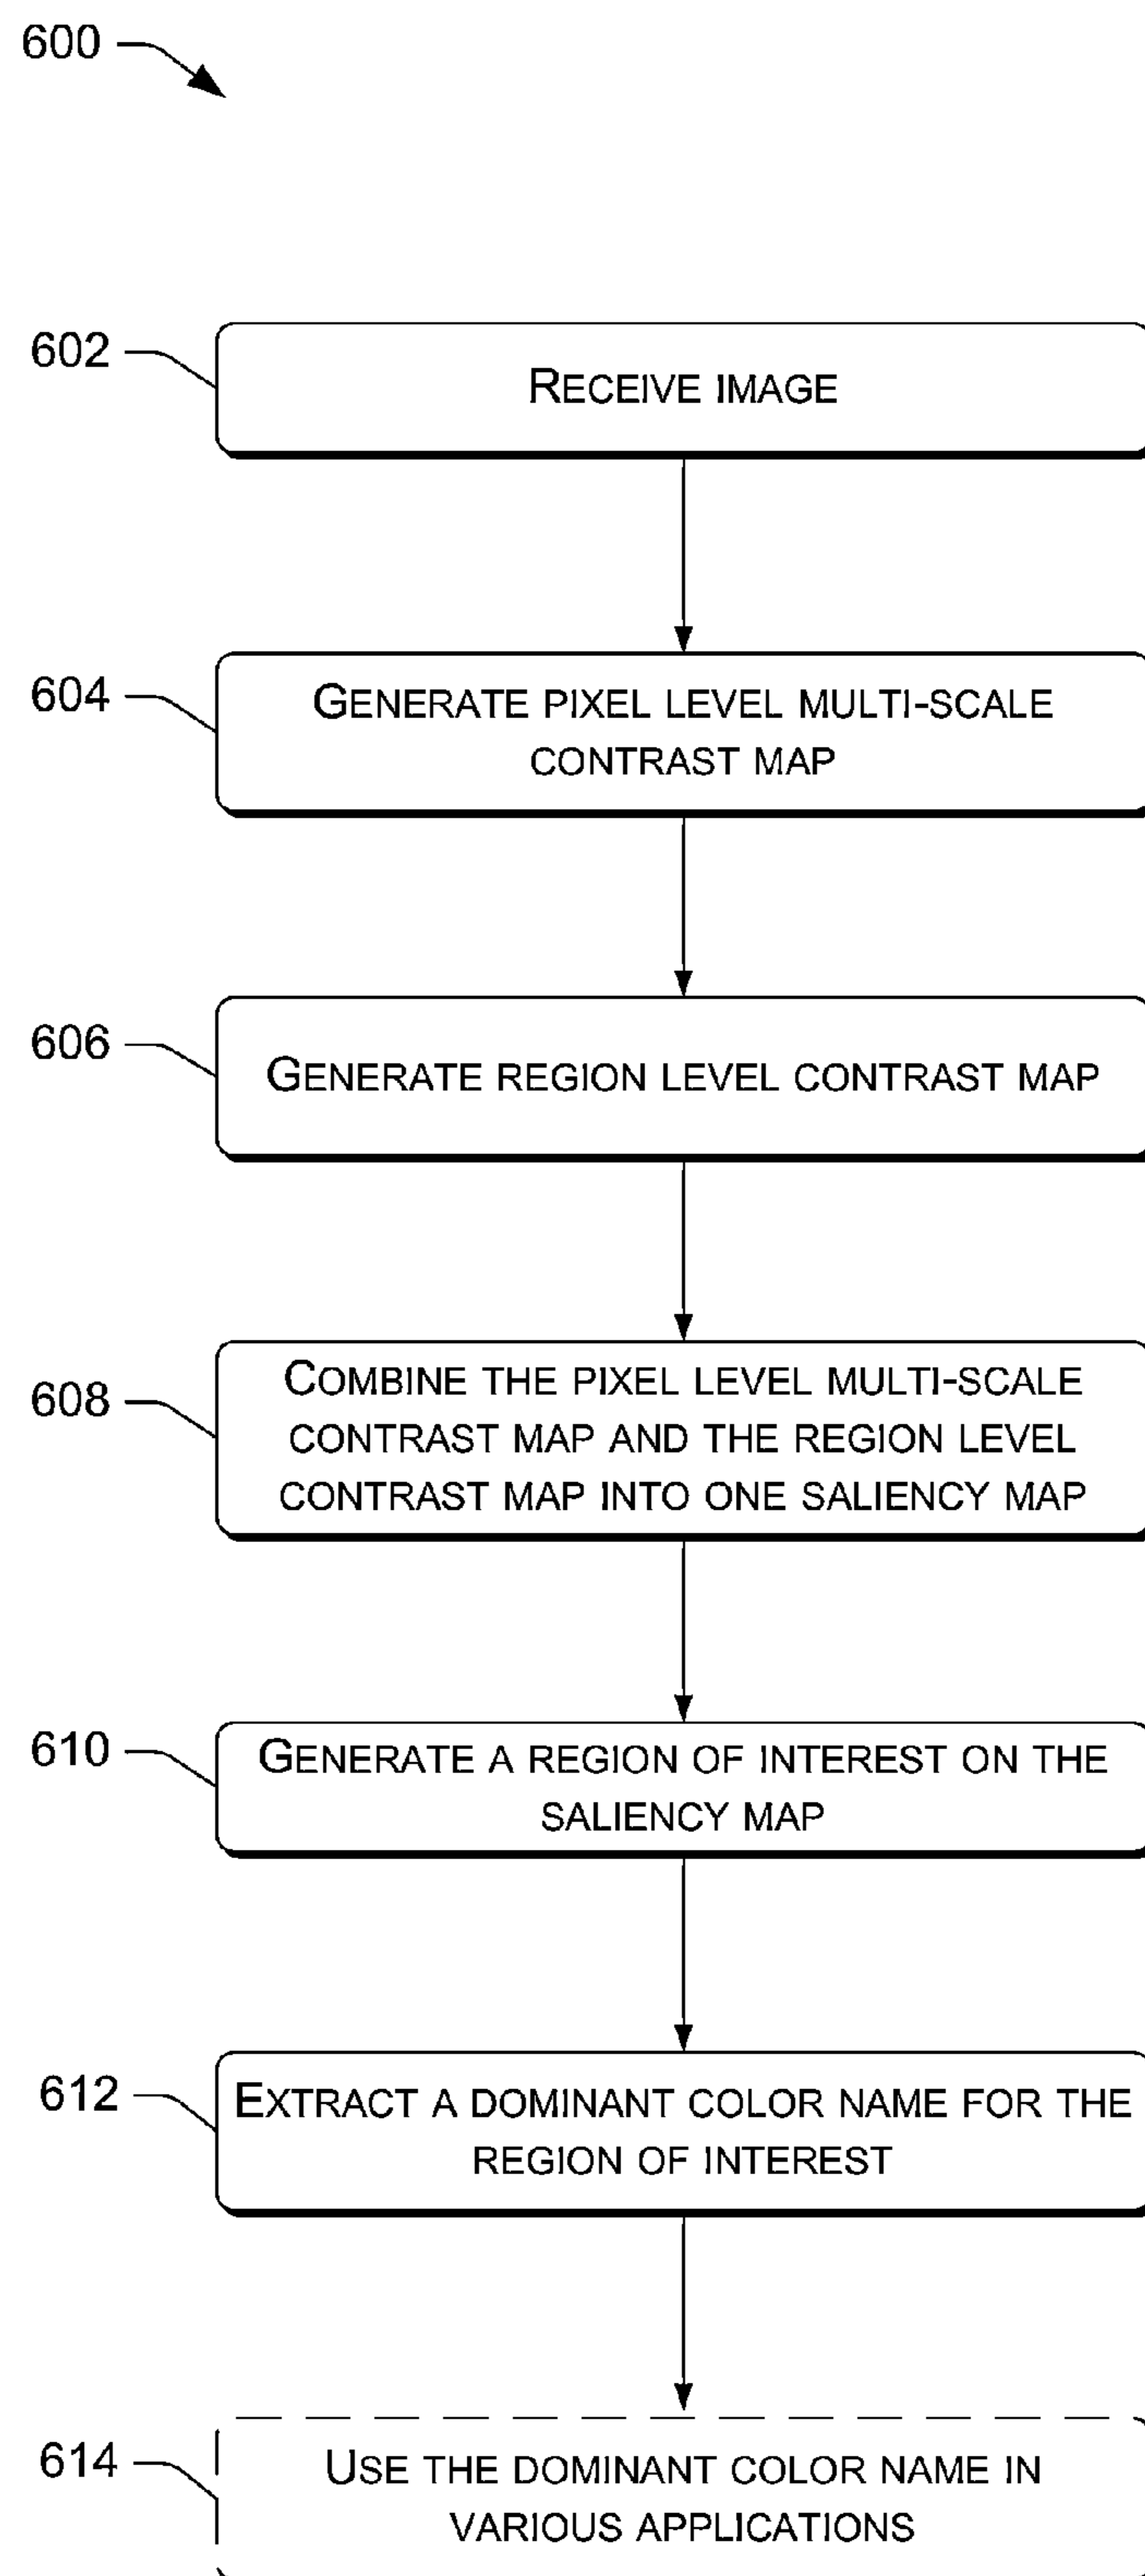 600
602
RECEIVE IMAGE
604
GENERATE PIXEL LEVEL MULTI-SCALE
CONTRAST MAP
606
GENERATE REGION LEVEL CONTRAST MAP
608
COMBINE THE PIXEL LEVEL MULTI-SCALE
CONTRAST MAP AND THE REGION LEVEL
CONTRAST MAP INTO ONE SALIENCY MAP
610
GENERATE A REGION OF INTEREST ON THE
SALIENCY MAP
612
EXTRACT A DOMINANT COLOR NAME FOR THE
REGION OF INTEREST
614
USE THE DOMINANT COLOR NAME IN
VARIOUS APPLICATIONS